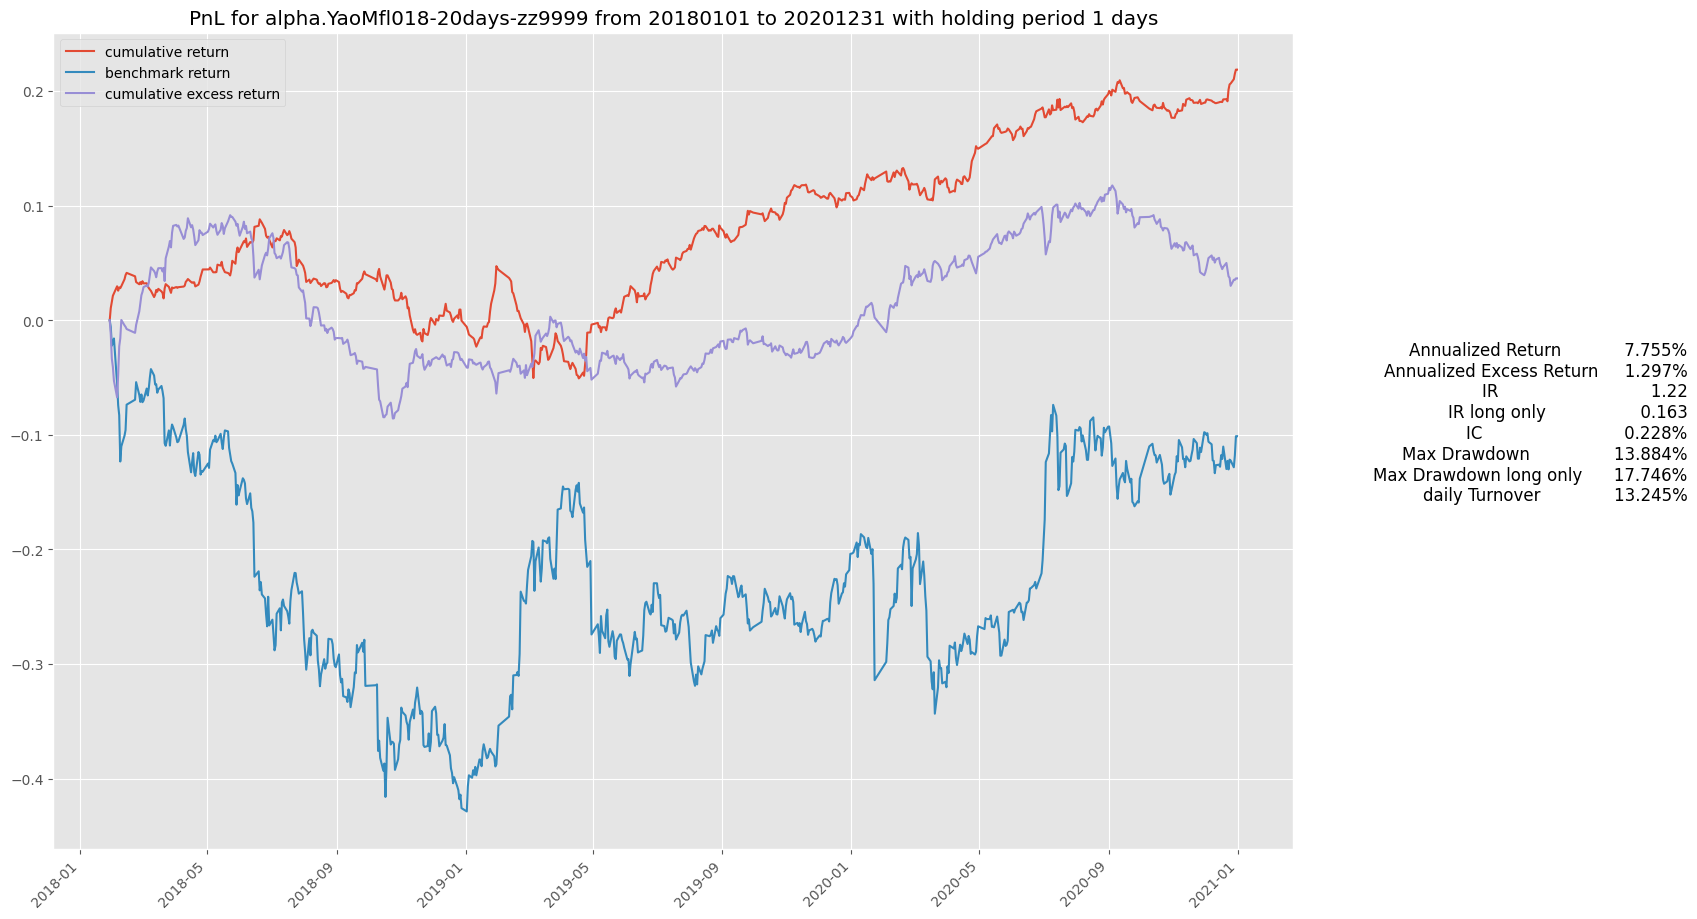 PnL for alpha.YaoMfl018-20days-zz9999 from 20180101 to 20201231 with holding period 1 days
cumulative return
benchmark return
cumulative excess return
0.2
0.1
0.0
−0.1
−0.2
−0.3
−0.4
2018-01
2018-05
2018-09
2019-01
2019-05
2019-09
2020-01
2020-05
2020-09
2021-01
Annualized Return 7.755%
Annualized Excess Return 1.297%
IR 1.22
IR long only 0.163
IC 0.228%
Max Drawdown 13.884%
Max Drawdown long only 17.746%
daily Turnover 13.245%